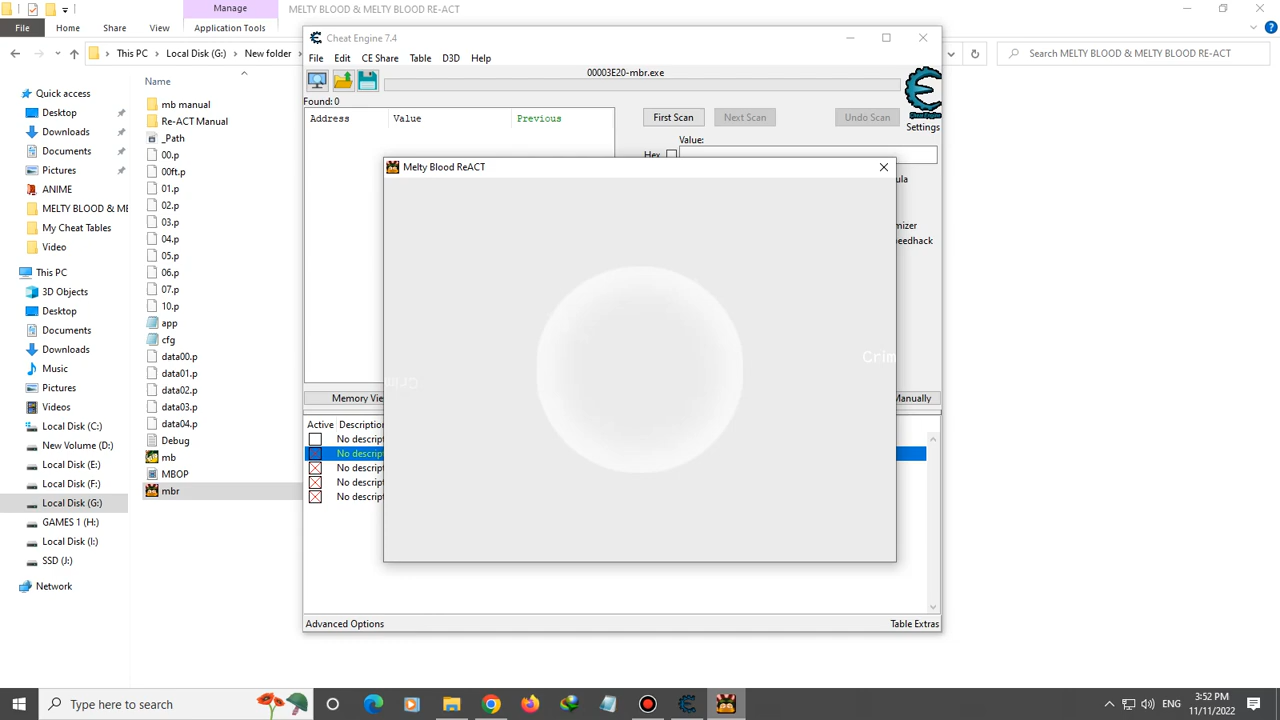 Manage
MELTY BLOOD & MELTY BLOOD RE-ACT
File
Home
Share
View
Application Tools
This PC
Local Disk (G:)
New folder
Search MELTY BLOOD & MELTY BLOOD RE-ACT
Quick access
Desktop
Downloads
Documents
Pictures
ANIME
MELTY BLOOD & ME
My Cheat Tables
Video
This PC
3D Objects
Desktop
Documents
Downloads
Music
Pictures
Videos
Local Disk (C:)
New Volume (D:)
Local Disk (E:)
Local Disk (F:)
Local Disk (G:)
GAMES 1 (H:)
Local Disk (I:)
SSD (J:)
Network
Name
mb manual
Re-ACT Manual
_Path
00.p
00ft.p
01.p
02.p
03.p
04.p
05.p
06.p
07.p
10.p
app
cfg
data00.p
data01.p
data02.p
data03.p
data04.p
Debug
mb
MBOP
mbr
Cheat Engine 7.4
File
Edit
CE Share
Table
D3D
Help
00003E20-mbr.exe
Found: 0
Address
Value
Previous
First Scan
Next Scan
Undo Scan
Settings
Value:
Hex
ula
mizer
peedhack
Memory Vie
Manually
Active
Description
No descript
No descript
No descript
No descript
No descript
Advanced Options
Table Extras
Melty Blood ReACT
Crim
Type here to search
ENG
3:52 PM
11/11/2022